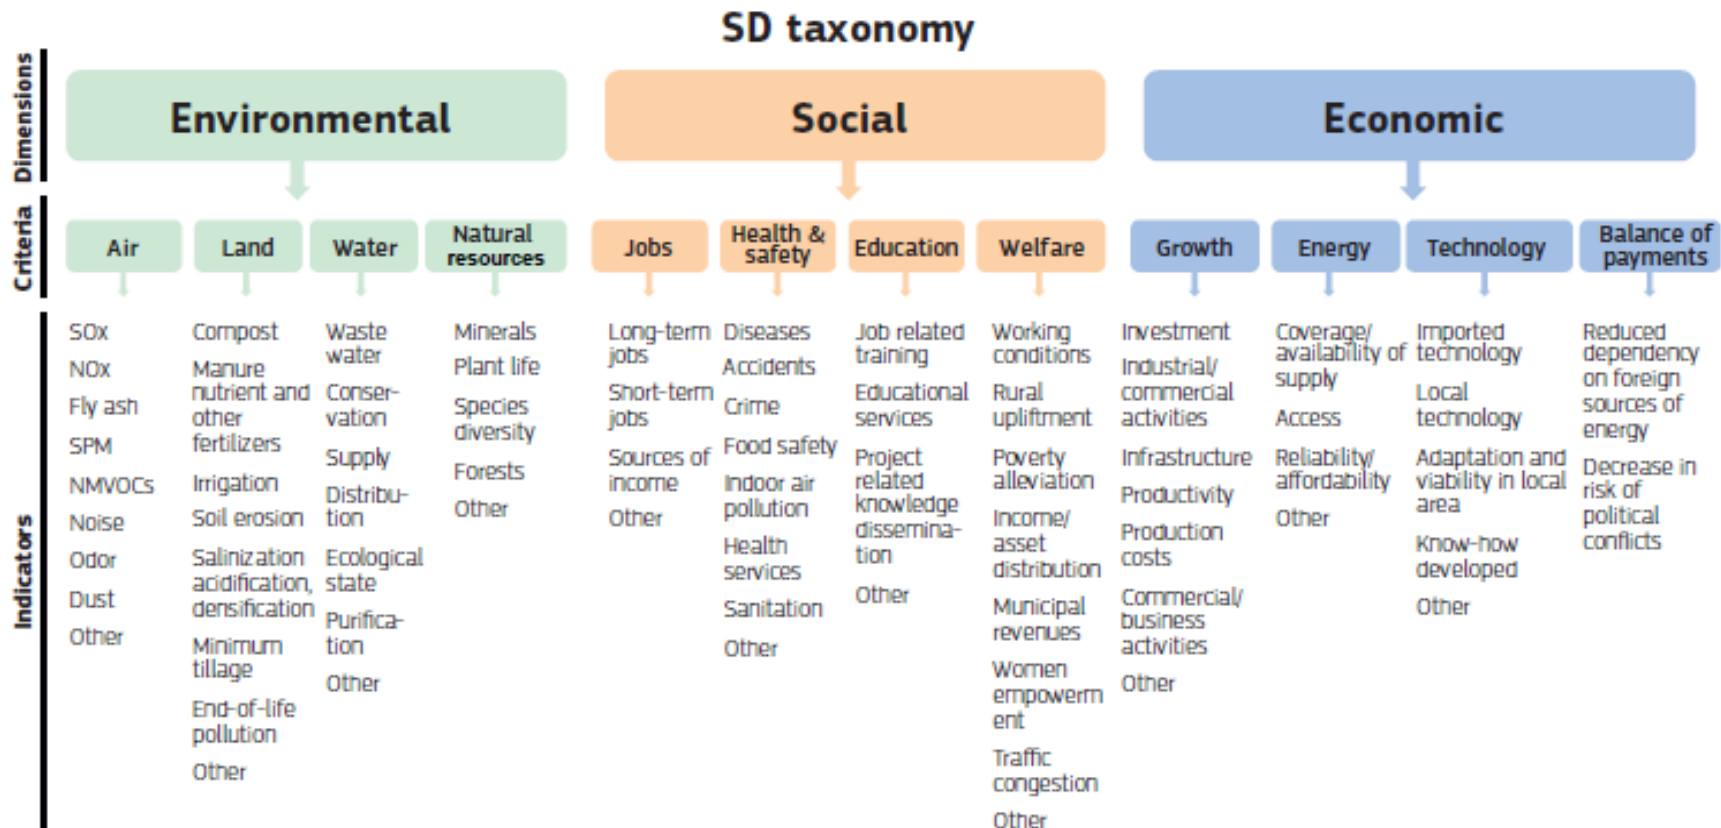 SD taxonomy
Dimensions
Environmental
Social
Economic
Criteria
Air
Land
Water
Natural
resources
Jobs
Health &
safety
Education
Welfare
Growth
Energy
Technology
Balance of
payments
Indicators
SOx
NOx
Fly ash
SPM
NMVOCs
Noise
Odor
Dust
Other
Compost
Manure
nutrient and
other
fertilizers
Irrigation
Soil erosion
Salinization
acidification,
densification
Minimum
tillage
End-of-life
pollution
Other
Waste
water
Conser-
vation
Supply
Distribu-
tion
Ecological
state
Purifica-
tion
Other
Minerals
Plant life
Species
diversity
Forests
Other
Long-term
jobs
Short-term
jobs
Sources of
income
Other
Diseases
Accidents
Crime
Food safety
Indoor air
pollution
Health
services
Sanitation
Other
Job related
training
Educational
services
Project
related
knowledge
dissemina-
tion
Other
Working
conditions
Rural
upliftment
Poverty
alleviation
Income/
asset
distribution
Municipal
revenues
Women
empowerm
ent
Traffic
congestion
Other
Investment
Industrial/
commercial
activities
Infrastructure
Productivity
Production
costs
Commercial/
business
activities
Other
Coverage/
availability of
supply
Access
Reliability/
affordability
Other
Imported
technology
Local
technology
Adaptation and
viability in local
area
Know-how
developed
Other
Reduced
dependency
on foreign
sources of
energy
Decrease in
risk of
political
conflicts